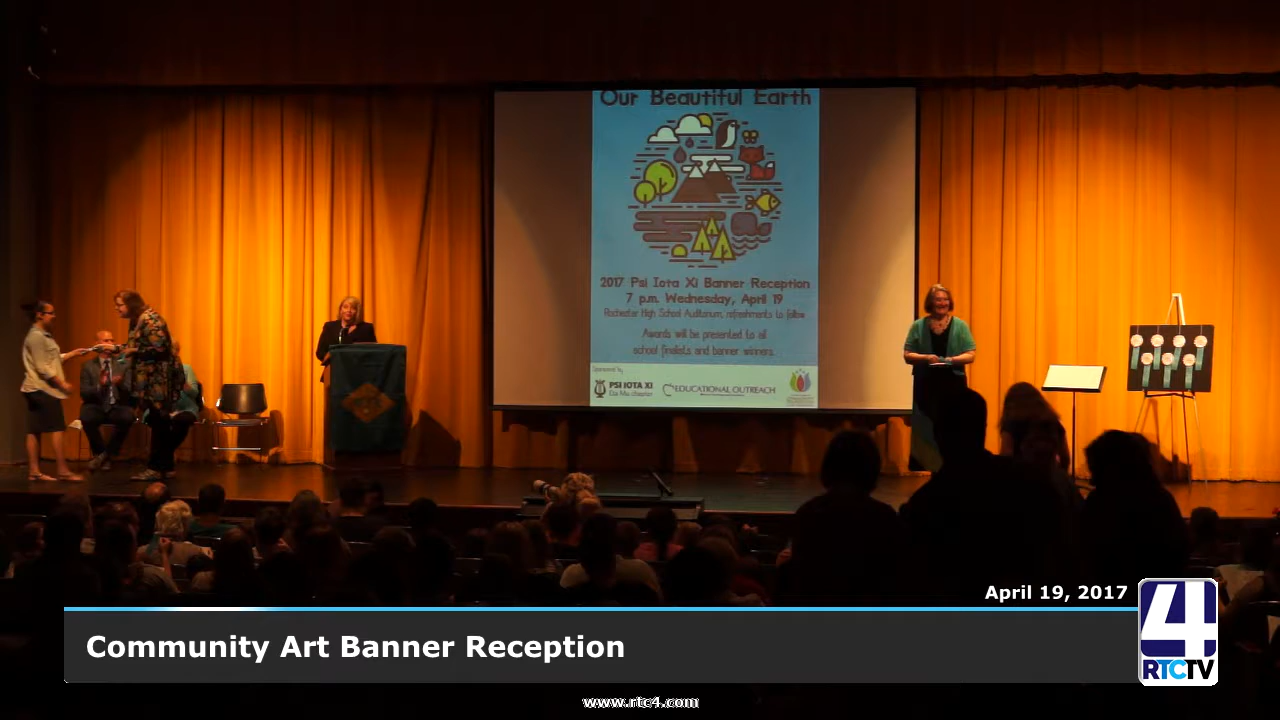 Our Beautiful Earth
2017 Psi Iota Xi Banner Reception
7 p.m. Wednesday, April 19
Rochester High School Auditorium, refreshments to follow
Awards will be presented to all
school finalists and banner winners.
Sponsored by
PSI IOTA XI
EDUCATIONAL OUTREACH
April 19, 2017
Community Art Banner Reception
4
RTCTV
www.rtc4.com